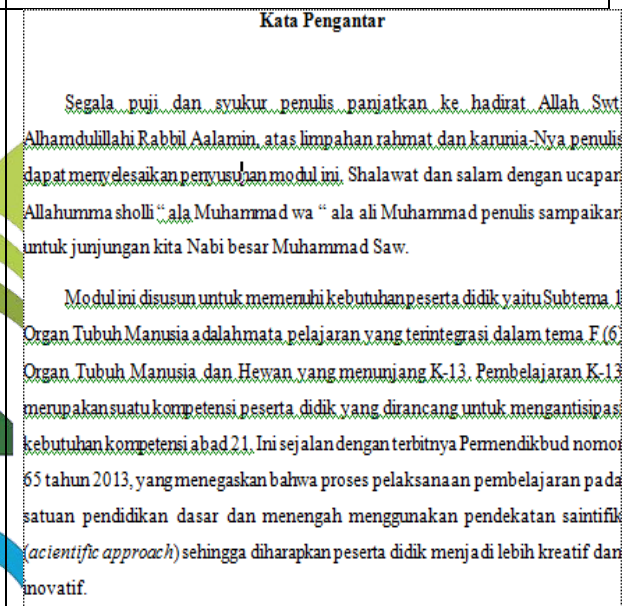 Kata Pengantar
Segala puji dan syukur penulis panjatkan ke hadirat Allah Swt
Alhamdulillahi Rabbil Aalamin, atas limpahan rahmat dan karunia-Nya penulis
dapat menyelesaikan penyusunan modul ini. Shalawat dan salam dengan ucapan
Allahumma sholli “ ala Muhammad wa “ ala ali Muhammad penulis sampaikan
untuk junjungan kita Nabi besar Muhammad Saw.
Modul ini disusun untuk memenuhi kebutuhan peserta didik yaitu Subtema 1
Organ Tubuh Manusia adalah mata pelajaran yang terintegrasi dalam tema F (6)
Organ Tubuh Manusia dan Hewan yang menunjang K-13. Pembelajaran K-13
merupakan suatu kompetensi peserta didik yang dirancang untuk mengantisipasi
kebutuhan kompetensi abad 21. Ini sejalan dengan terbitnya Permendikbud nomor
65 tahun 2013, yang menegaskan bahwa proses pelaksanaan pembelajaran pada
satuan pendidikan dasar dan menengah menggunakan pendekatan saintifik
(acientific approach) sehingga diharapkan peserta didik menjadi lebih kreatif dan
inovatif.